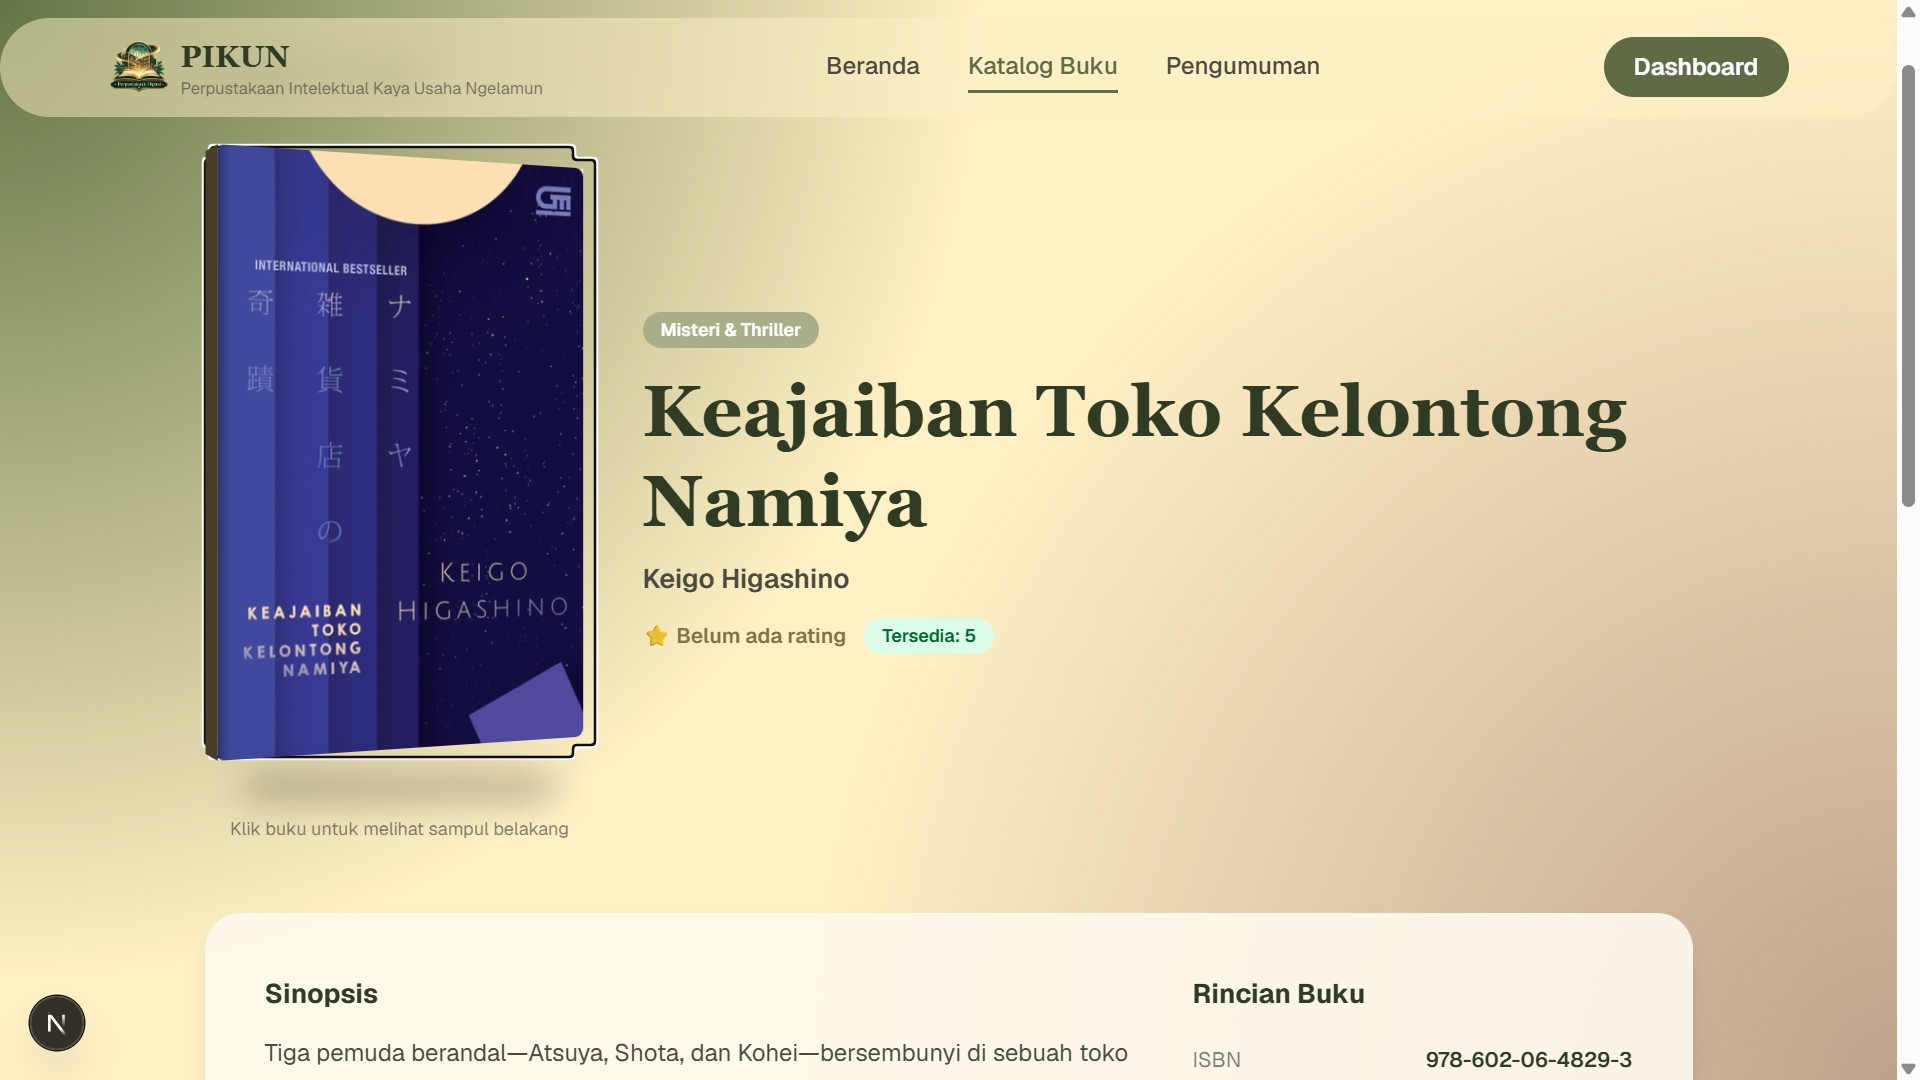 PIKUN
Perpustakaan Intelektual Kaya Usaha Ngelamun
Beranda
Katalog Buku
Pengumuman
Dashboard
INTERNATIONAL BESTSELLER
ナミヤ
雑貨店の
奇蹟
KEIGO
HIGASHINO
KEAJAIBAN
TOKO
KELONTONG
NAMIYA
Klik buku untuk melihat sampul belakang
Misteri & Thriller
Keajaiban Toko Kelontong
Namiya
Keigo Higashino
Belum ada rating
Tersedia: 5
Sinopsis
Tiga pemuda berandal—Atsuya, Shota, dan Kohei—bersembunyi di sebuah toko
Rincian Buku
ISBN
978-602-06-4829-3
N